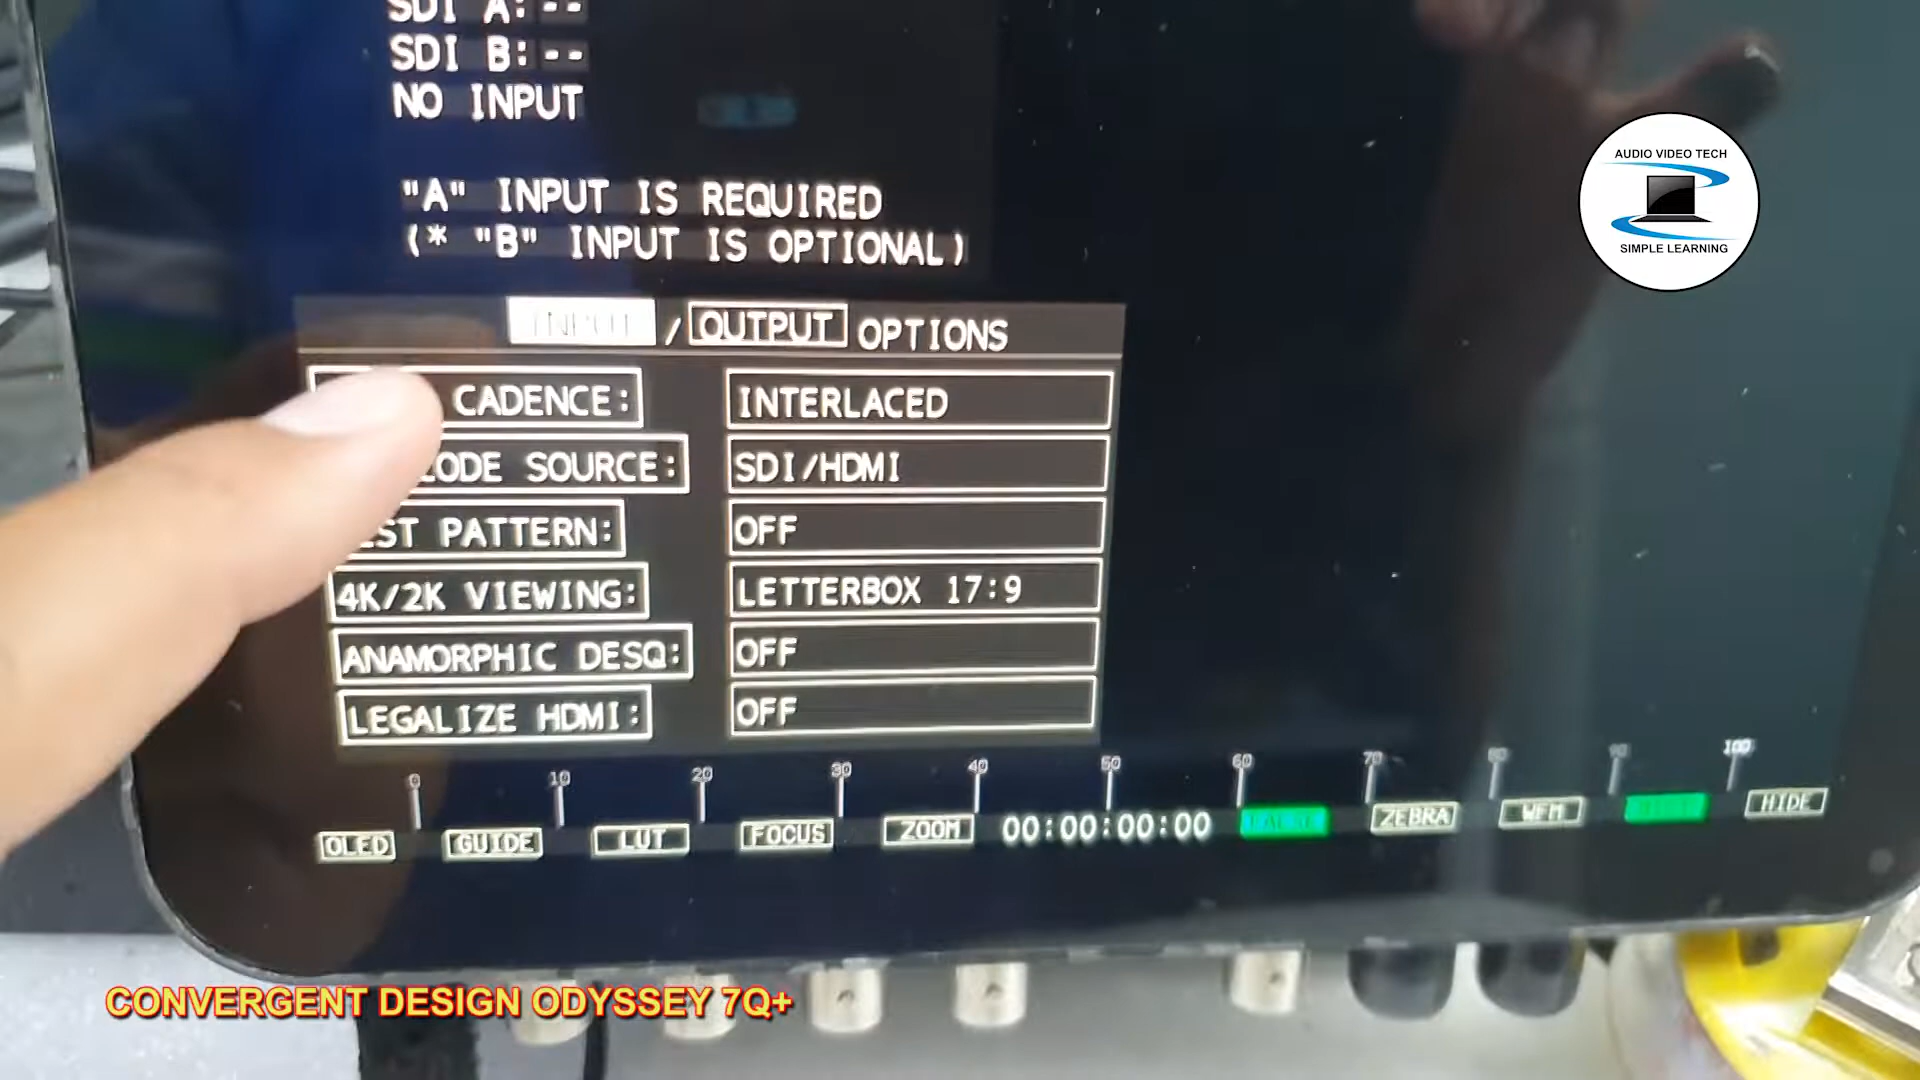 SDI A:--
SDI B:--
NO INPUT
"A" INPUT IS REQUIRED
(* "B" INPUT IS OPTIONAL)
INPUT / OUTPUT OPTIONS
CADENCE: INTERLACED
SOURCE: SDI/HDMI
PATTERN: OFF
4K/2K VIEWING: LETTERBOX 17:9
ANAMORPHIC DESQ: OFF
LEGALIZE HDMI: OFF
0 10 20 30 40 50 60 70 80 90 100
OLED GUIDE LUT FOCUS ZOOM 00:00:00:00 ZEBRA WFM HIDE
AUDIO VIDEO TECH
SIMPLE LEARNING
CONVERGENT DESIGN ODYSSEY 7Q+